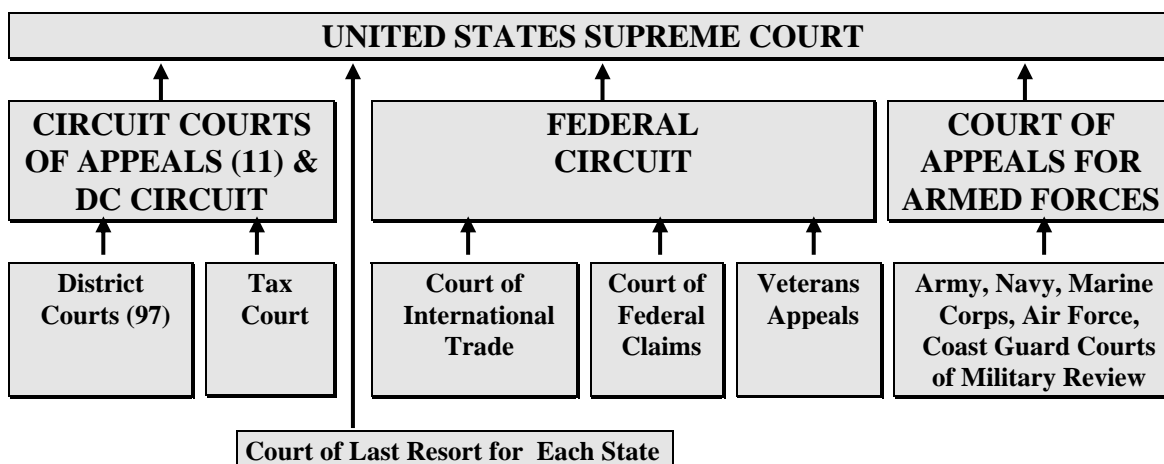 UNITED STATES SUPREME COURT
CIRCUIT COURTS
OF APPEALS (11) &
DC CIRCUIT
FEDERAL
CIRCUIT
COURT OF
APPEALS FOR
ARMED FORCES
District
Courts (97)
Tax
Court
Court of
International
Trade
Court of
Federal
Claims
Veterans
Appeals
Army, Navy, Marine
Corps, Air Force,
Coast Guard Courts
of Military Review
Court of Last Resort for Each State